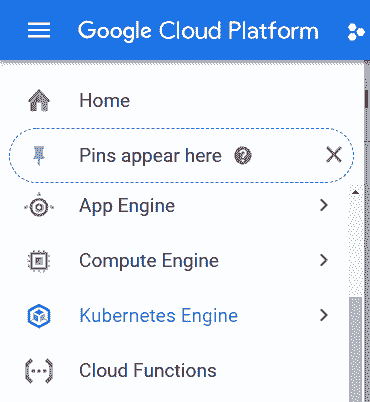 Google Cloud Platform
Home
Pins appear here
App Engine
Compute Engine
Kubernetes Engine
Cloud Functions